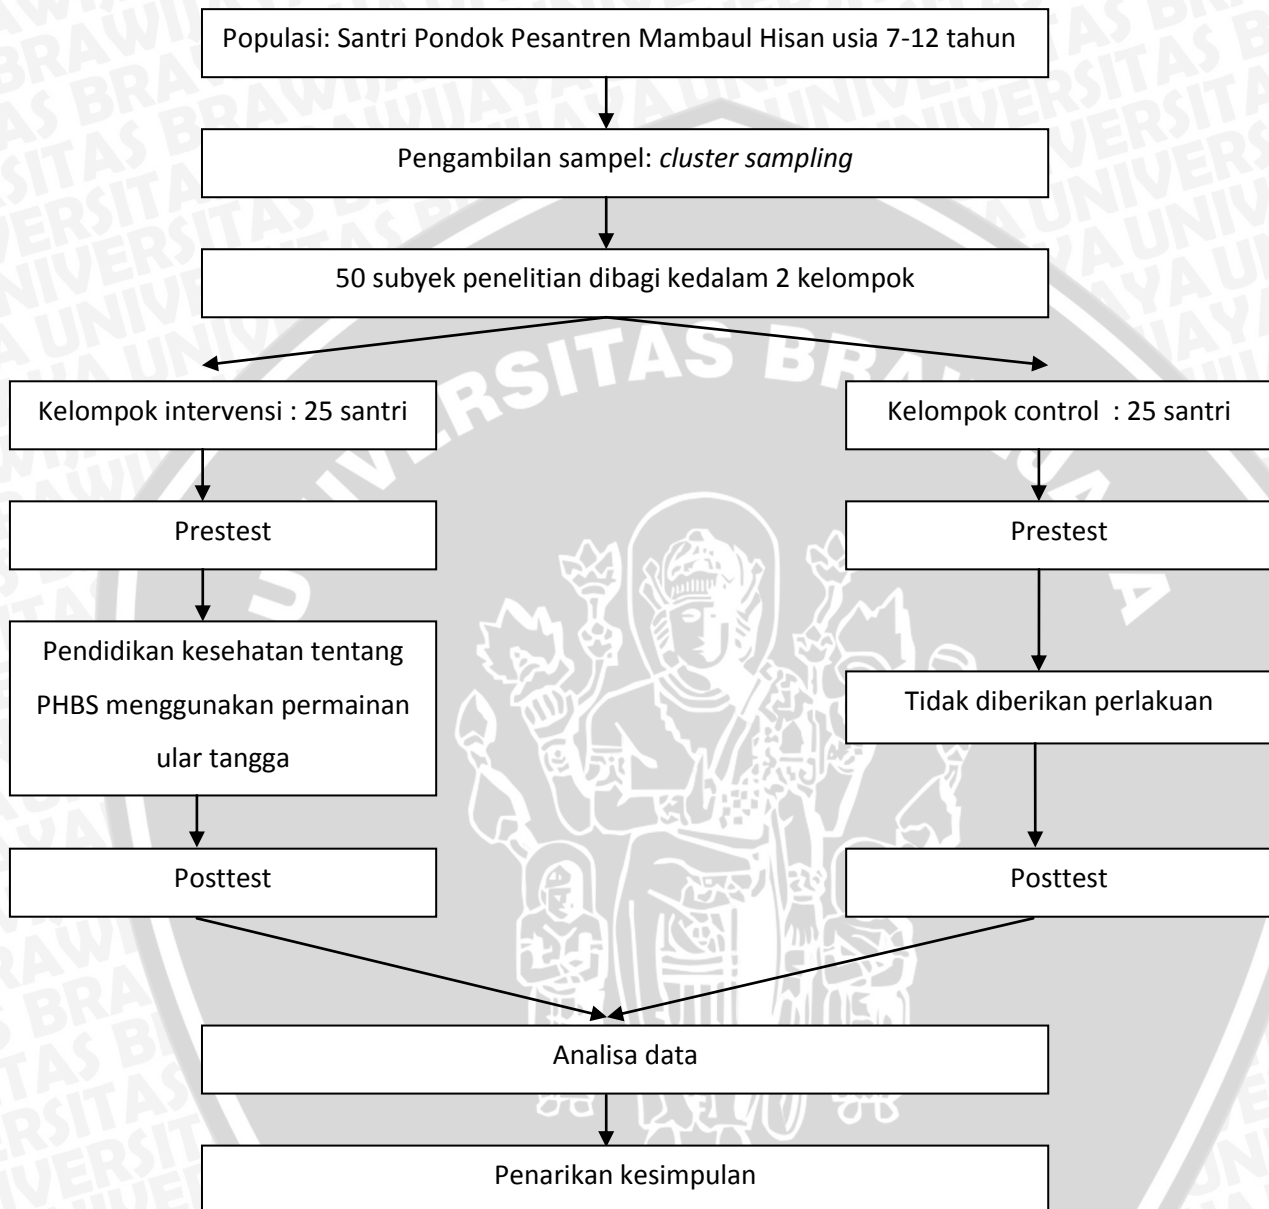 Populasi: Santri Pondok Pesantren Mambaul Hisan usia 7-12 tahun
Pengambilan sampel: cluster sampling
50 subyek penelitian dibagi kedalam 2 kelompok
Kelompok intervensi : 25 santri
Kelompok control : 25 santri
Prestest
Prestest
Pendidikan kesehatan tentang
PHBS menggunakan permainan
ular tangga
Tidak diberikan perlakuan
Posttest
Posttest
Analisa data
Penarikan kesimpulan